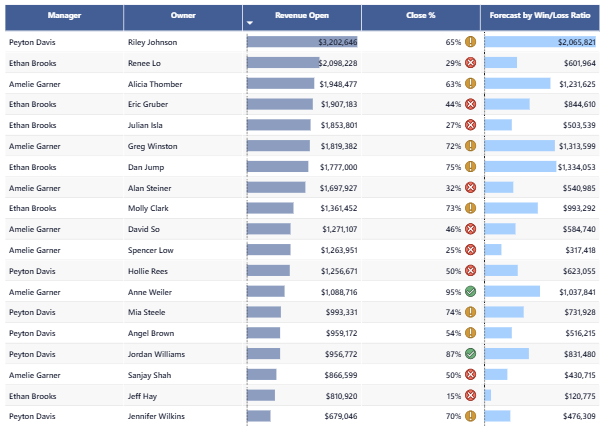 Manager Owner Revenue Open Close % Forecast by Win/Loss Ratio
Peyton Davis Riley Johnson $3,202,646 65% $2,065,821
Ethan Brooks Renee Lo $2,098,228 29% $601,964
Amelie Garner Alicia Thomber $1,948,477 63% $1,231,625
Ethan Brooks Eric Gruber $1,907,183 44% $844,610
Ethan Brooks Julian Isla $1,853,801 27% $503,539
Amelie Garner Greg Winston $1,819,382 72% $1,313,599
Ethan Brooks Dan Jump $1,777,000 75% $1,334,053
Amelie Garner Alan Steiner $1,697,927 32% $540,985
Ethan Brooks Molly Clark $1,361,452 73% $993,292
Amelie Garner David So $1,271,107 46% $584,740
Amelie Garner Spencer Low $1,263,951 25% $317,418
Peyton Davis Hollie Rees $1,256,671 50% $623,055
Amelie Garner Anne Weiler $1,088,716 95% $1,037,841
Peyton Davis Mia Steele $993,331 74% $731,928
Peyton Davis Angel Brown $959,172 54% $516,215
Peyton Davis Jordan Williams $956,772 87% $831,480
Amelie Garner Sanjay Shah $866,599 50% $430,715
Ethan Brooks Jeff Hay $810,920 15% $120,775
Peyton Davis Jennifer Wilkins $679,046 70% $476,309